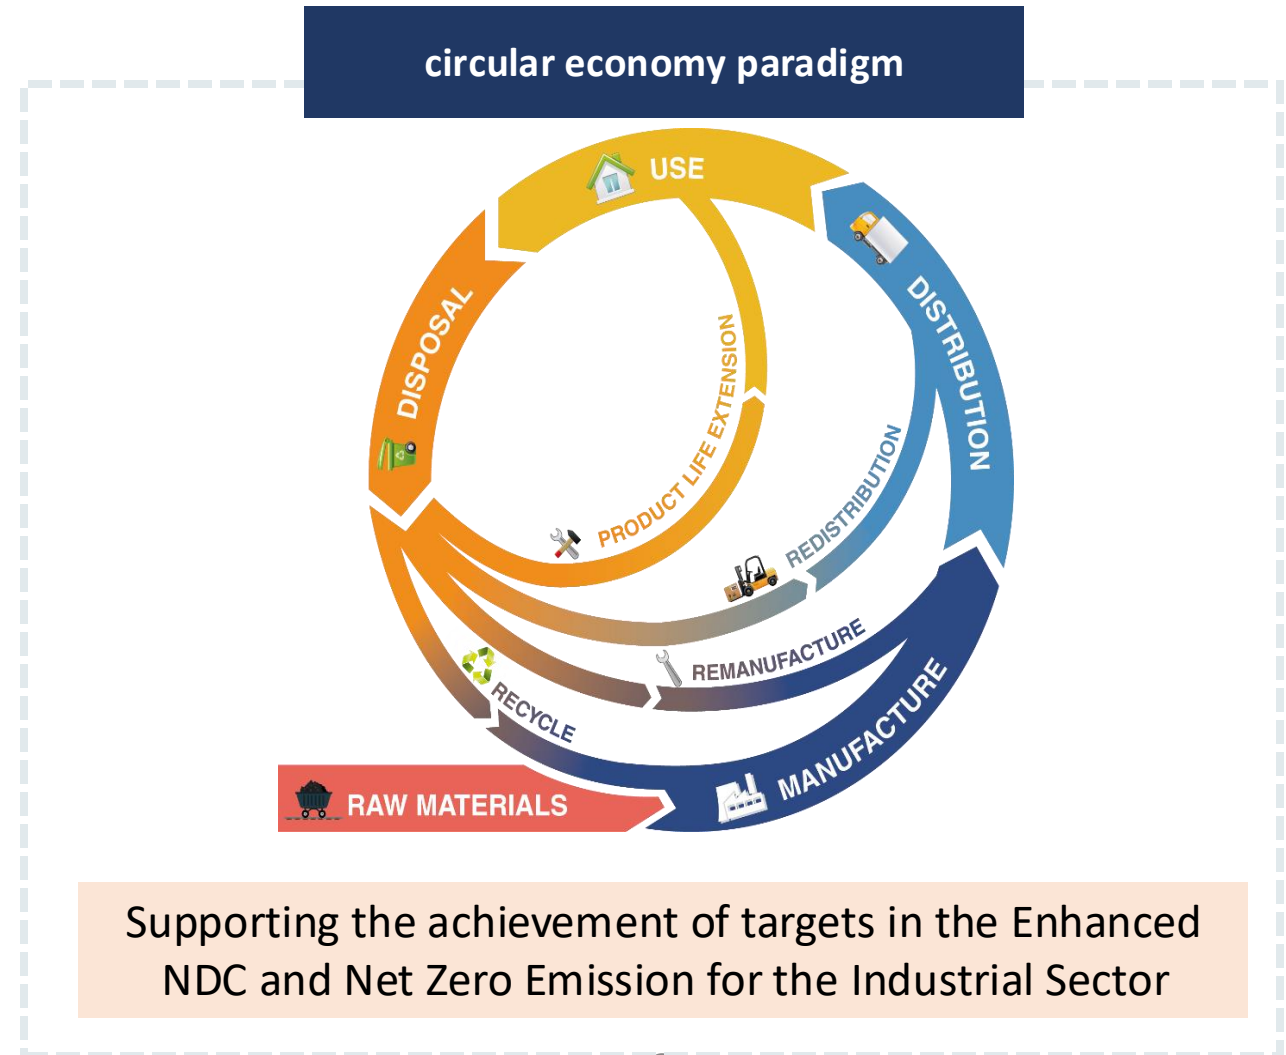 circular economy paradigm
USE
DISTRIBUTION
DISPOSAL
PRODUCT LIFE EXTENSION
REDISTRIBUTION
REMANUFACTURE
RECYCLE
MANUFACTURE
RAW MATERIALS
Supporting the achievement of targets in the Enhanced
NDC and Net Zero Emission for the Industrial Sector